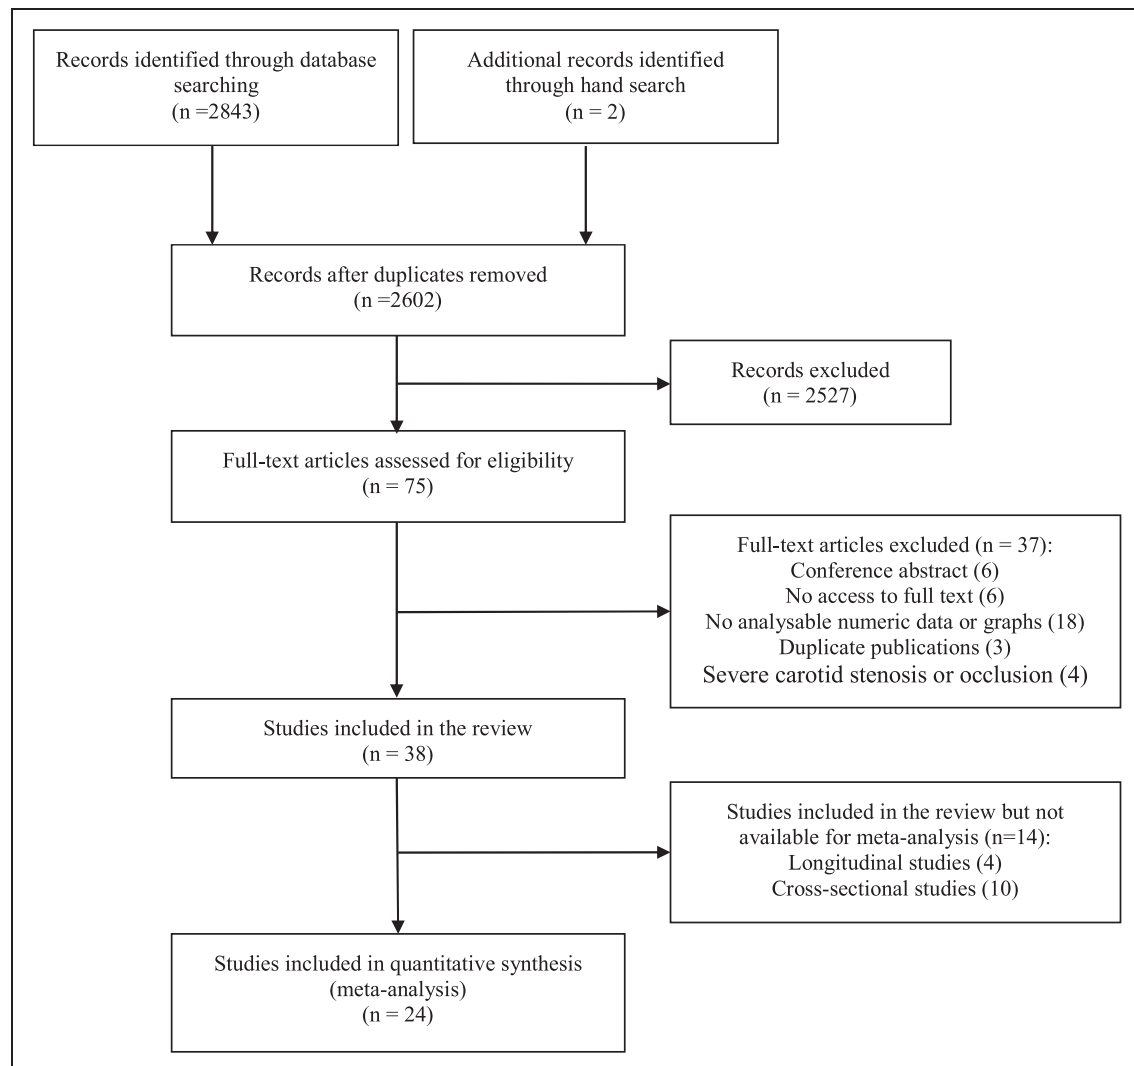 Records identified through database
searching
(n =2843)
Additional records identified
through hand search
(n = 2)
Records after duplicates removed
(n =2602)
Records excluded
(n = 2527)
Full-text articles assessed for eligibility
(n = 75)
Full-text articles excluded (n = 37):
Conference abstract (6)
No access to full text (6)
No analysable numeric data or graphs (18)
Duplicate publications (3)
Severe carotid stenosis or occlusion (4)
Studies included in the review
(n = 38)
Studies included in the review but not
available for meta-analysis (n=14):
Longitudinal studies (4)
Cross-sectional studies (10)
Studies included in quantitative synthesis
(meta-analysis)
(n = 24)